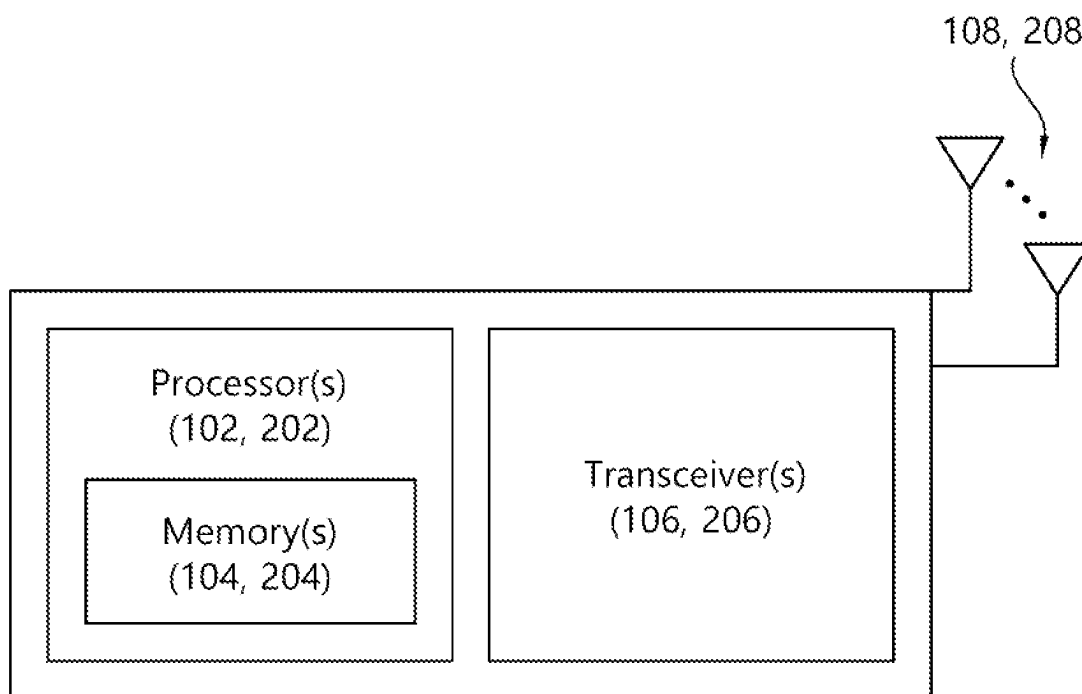 108, 208
Processor(s)
(102, 202)
Memory(s)
(104, 204)
Transceiver(s)
(106, 206)